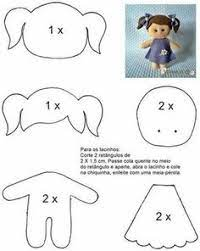 1 x
1 x
2 x
Para os lacinhos:
Corte 2 retângulos de
2 X 1.5 cm, Passe cola quente no meio
do retângulo e aperte, abra o lacinho e cole
na chiquinha, enfeite com uma meia-pérola.
2 x
2 x